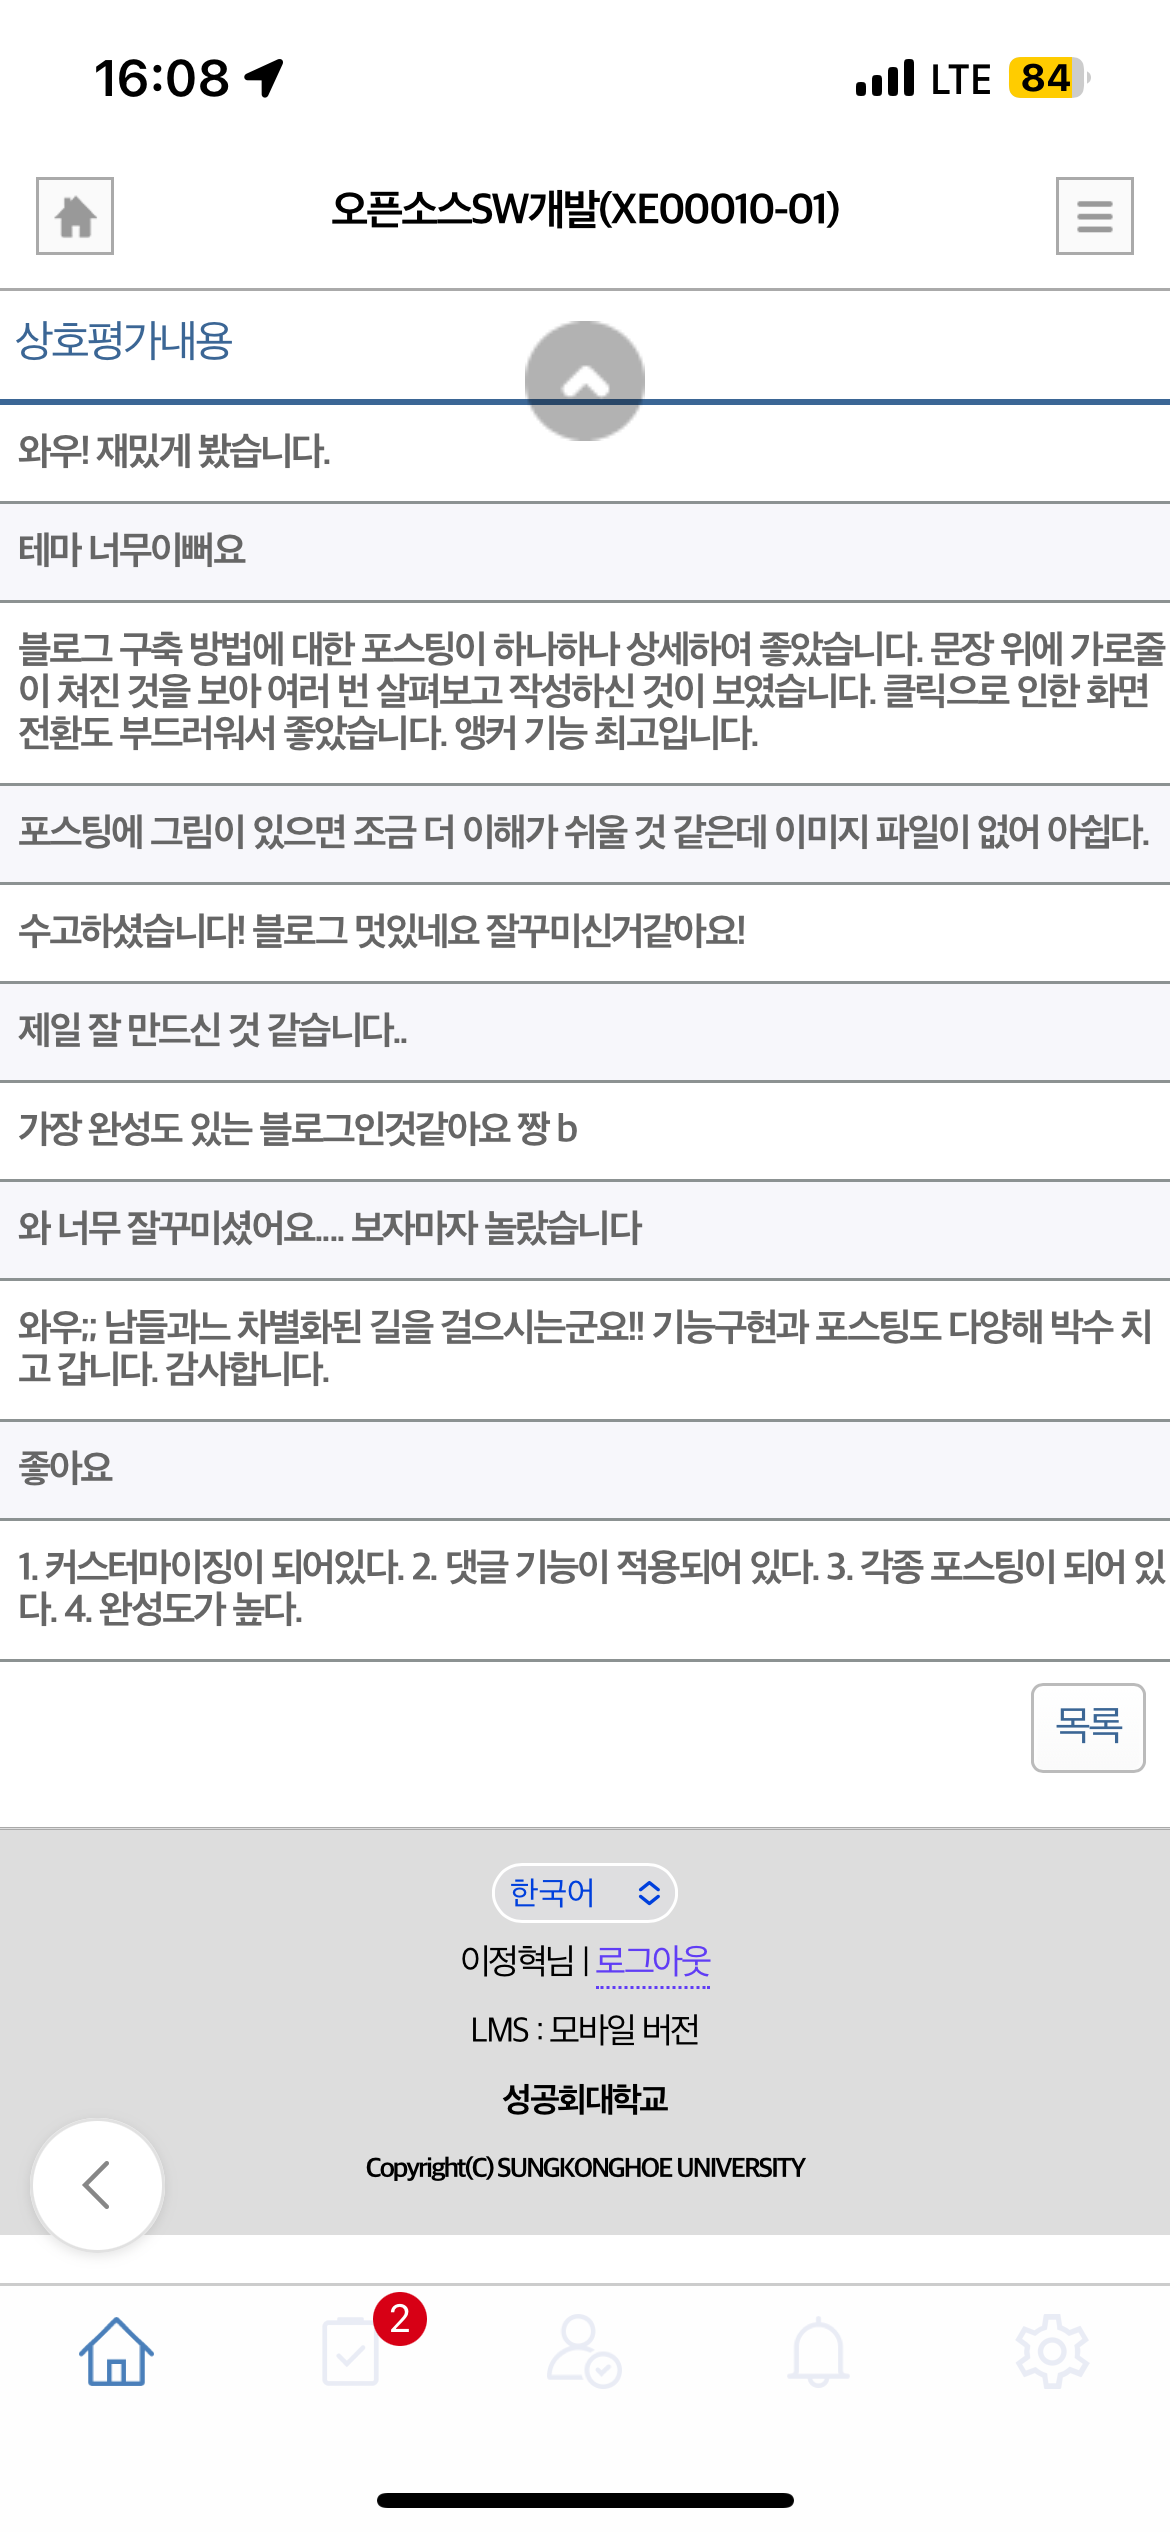 16:08
LTE
84
오픈소스SW개발(XE00010-01)
상호평가내용
와우! 재밌게 봤습니다.
테마 너무이뻐요
블로그 구축 방법에 대한 포스팅이 하나하나 상세하여 좋았습니다. 문장 위에 가로줄
이 쳐진 것을 보아 여러 번 살펴보고 작성하신 것이 보였습니다. 클릭으로 인한 화면
전환도 부드러워서 좋았습니다. 앵커 기능 최고입니다.
포스팅에 그림이 있으면 조금 더 이해가 쉬울 것 같은데 이미지 파일이 없어 아쉽다.
수고하셨습니다! 블로그 멋있네요 잘꾸미신거같아요!
제일 잘 만드신 것 같습니다..
가장 완성도 있는 블로그인것같아요 짱 b
와 너무 잘꾸미셨어요.... 보자마자 놀랐습니다
와우;; 남들과느 차별화된 길을 걸으시는군요!! 기능구현과 포스팅도 다양해 박수 치
고 갑니다. 감사합니다.
좋아요
1. 커스터마이징이 되어있다. 2. 댓글 기능이 적용되어 있다. 3. 각종 포스팅이 되어 있
다. 4. 완성도가 높다.
목록
한국어
이정혁님 | 로그아웃
LMS : 모바일 버전
성공회대학교
Copyright(C) SUNGKONGHOE UNIVERSITY
2